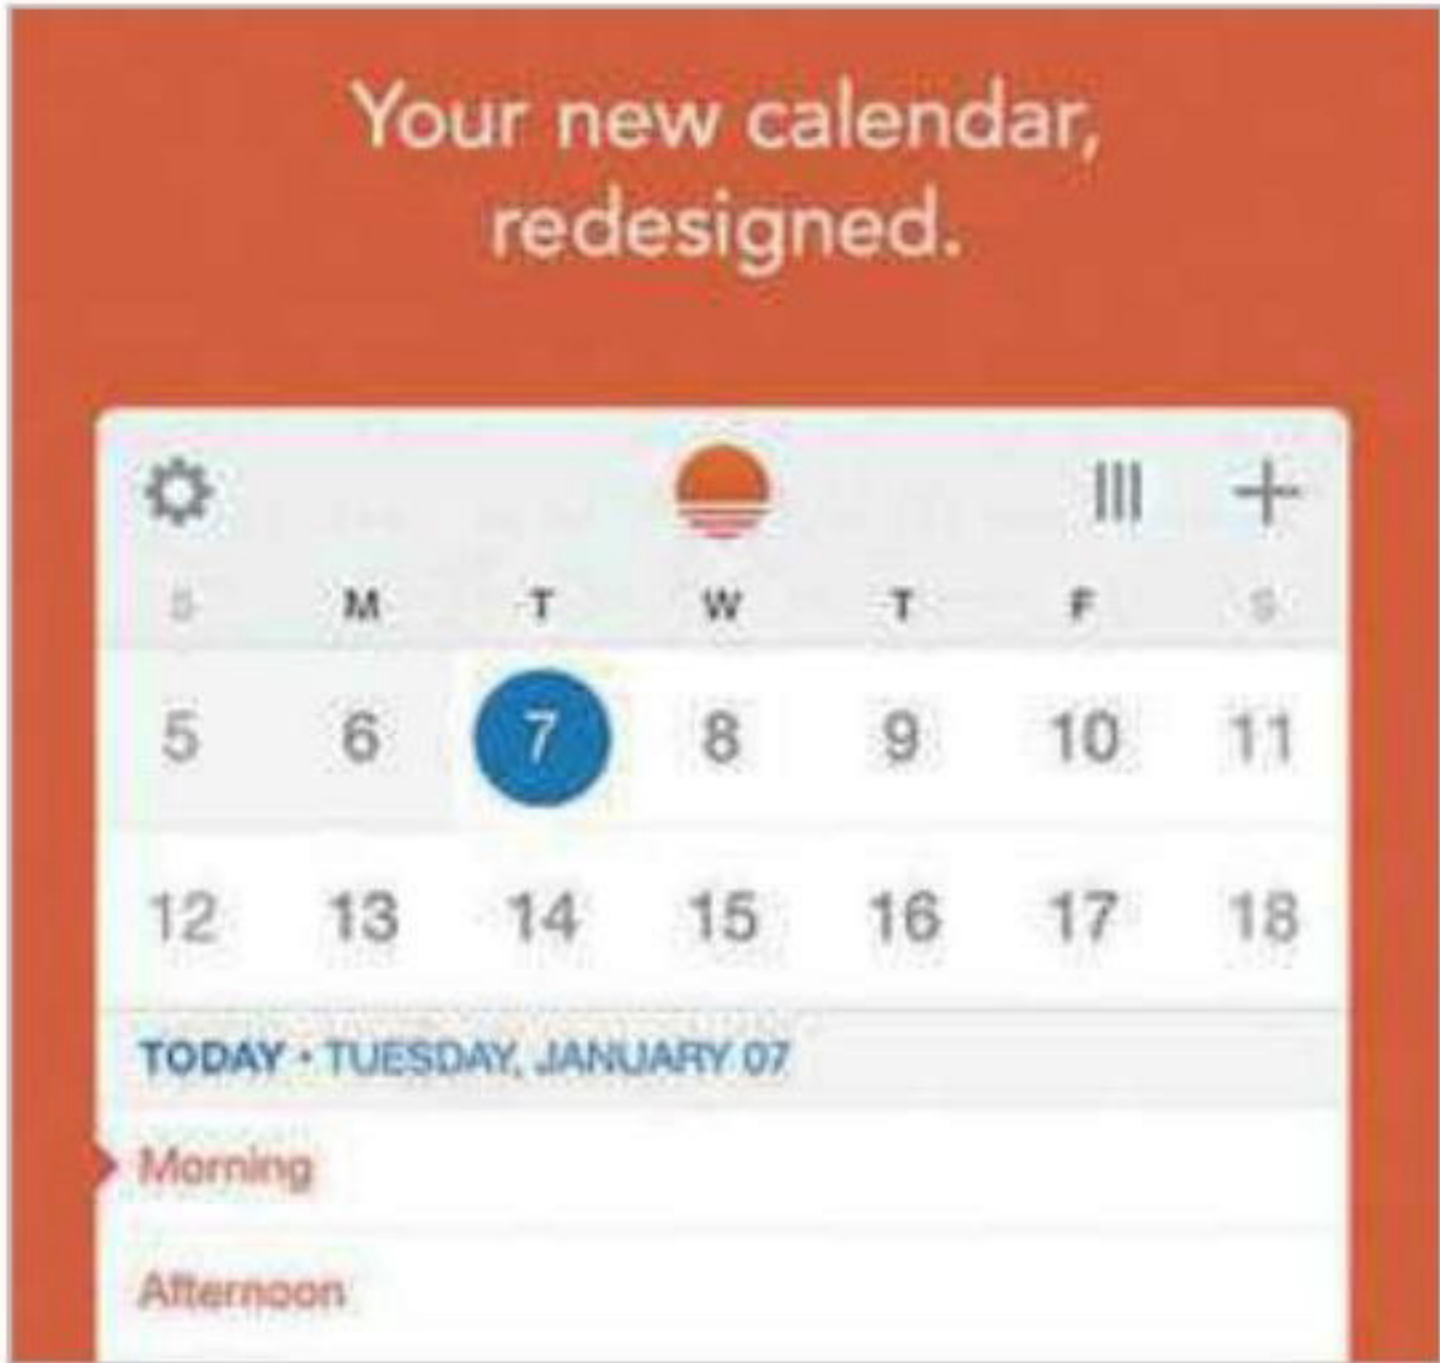 Your new calendar,
redesigned.
S M T W T F S
5 6 7 8 9 10 11
12 13 14 15 16 17 18
TODAY • TUESDAY, JANUARY 07
Morning
Afternoon